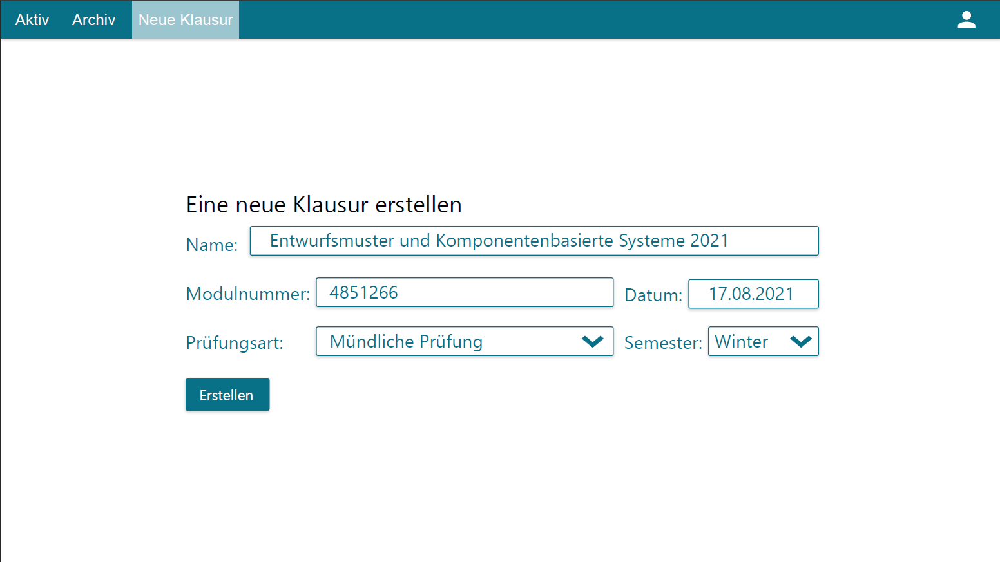 Aktiv Archiv Neue Klausur
Eine neue Klausur erstellen
Name: Entwurfsmuster und Komponentenbasierte Systeme 2021
Modulnummer: 4851266 Datum: 17.08.2021
Prüfungsart: Mündliche Prüfung Semester: Winter
Erstellen